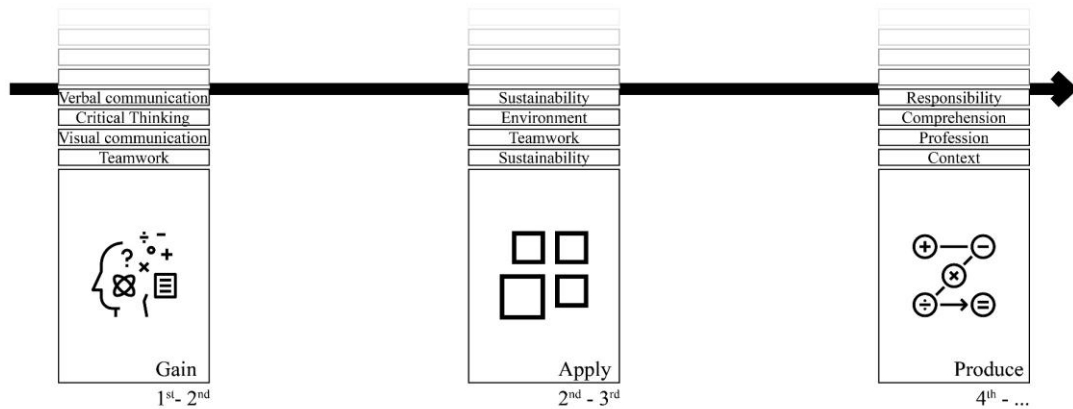 Verbal communication
Critical Thinking
Visual communication
Teamwork
Gain
1st - 2nd
Sustainability
Environment
Teamwork
Sustainability
Apply
2nd - 3rd
Responsibility
Comprehension
Profession
Context
Produce
4th - ...